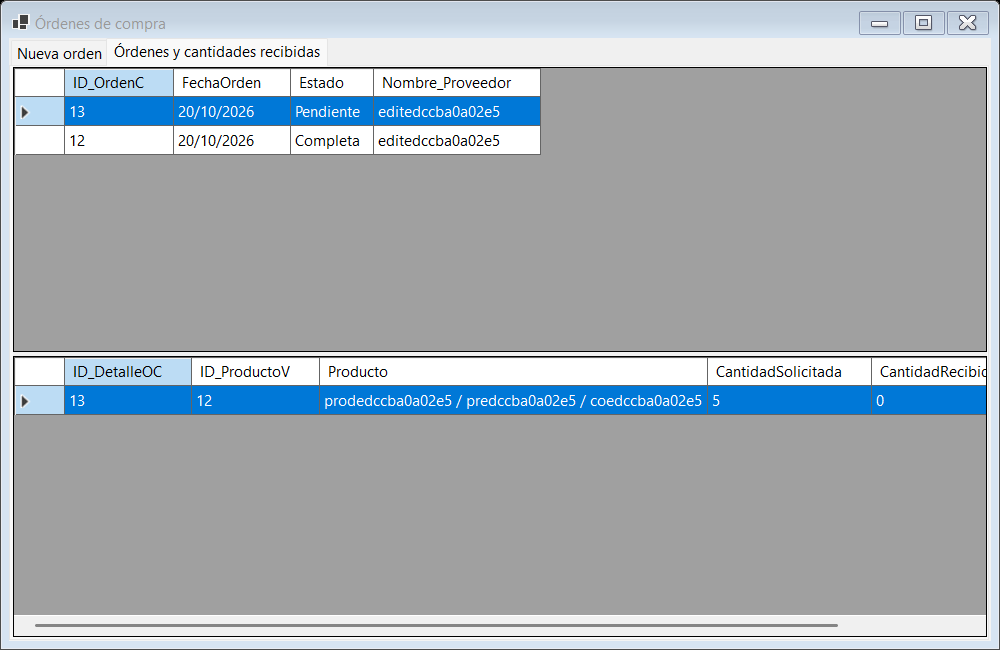 Órdenes de compra
Nueva orden Órdenes y cantidades recibidas
ID_OrdenC FechaOrden Estado Nombre_Proveedor
13 20/10/2026 Pendiente editedccba0a02e5
12 20/10/2026 Completa editedccba0a02e5
ID_DetalleOC ID_ProductoV Producto CantidadSolicitada CantidadRecibic
13 12 prodedccba0a02e5 / predccba0a02e5 / coedccba0a02e5 5 0